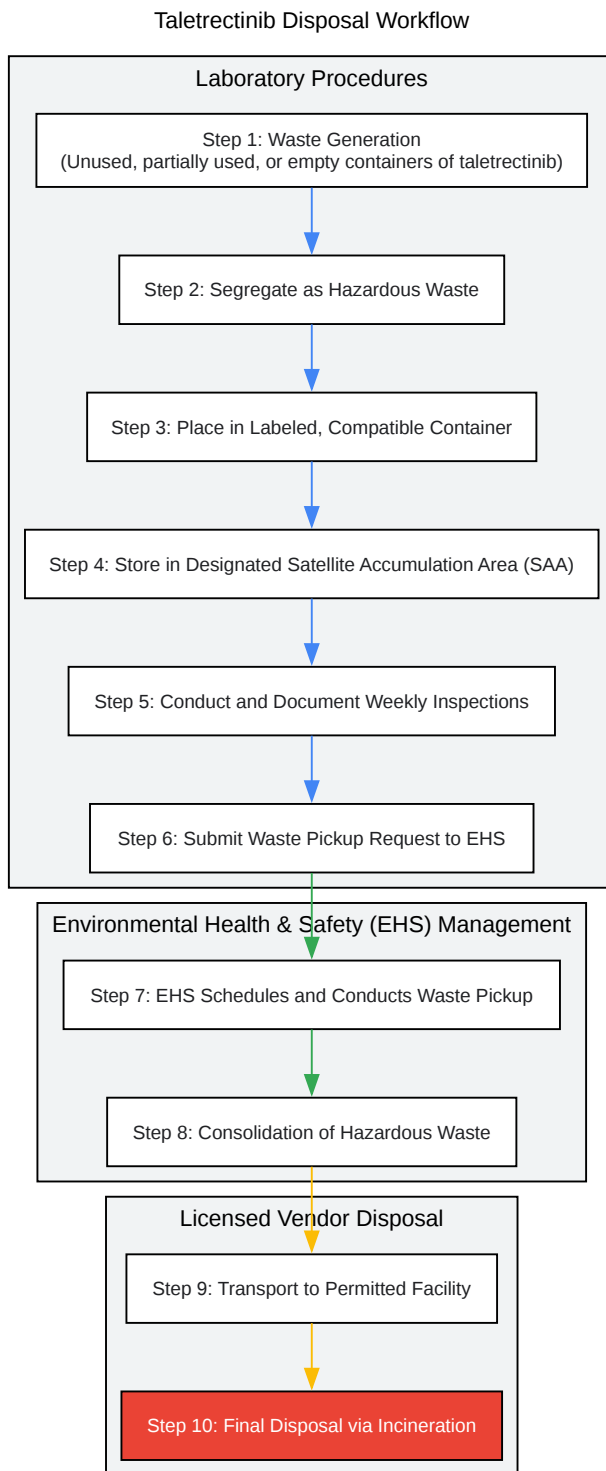 Taletrectinib Disposal Workflow
Laboratory Procedures
Step 1: Waste Generation
(Unused, partially used, or empty containers of taletrectinib)
Step 2: Segregate as Hazardous Waste
Step 3: Place in Labeled, Compatible Container
Step 4: Store in Designated Satellite Accumulation Area (SAA)
Step 5: Conduct and Document Weekly Inspections
Step 6: Submit Waste Pickup Request to EHS
Environmental Health & Safety (EHS) Management
Step 7: EHS Schedules and Conducts Waste Pickup
Step 8: Consolidation of Hazardous Waste
Licensed Vendor Disposal
Step 9: Transport to Permitted Facility
Step 10: Final Disposal via Incineration